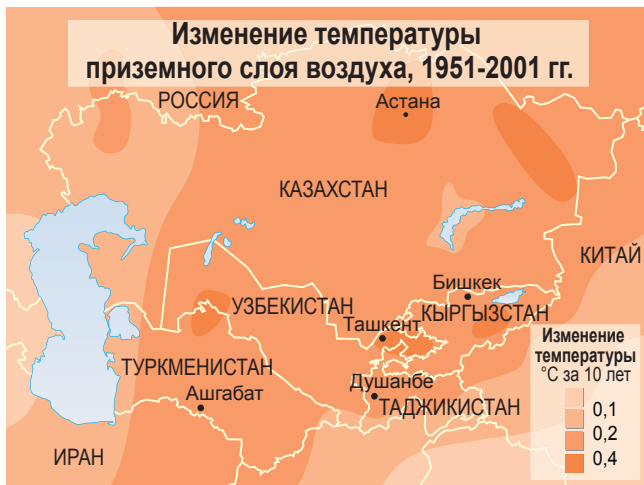 Изменение температуры
приземного слоя воздуха, 1951-2001 гг.
РОССИЯ
Астана
КАЗАХСТАН
КИТАЙ
Бишкек
УЗБЕКИСТАН
КЫРГЫЗСТАН
Ташкент
ТУРКМЕНИСТАН
Ашгабат
Душанбе
ТАДЖИКИСТАН
ИРАН
Изменение
температуры
°C за 10 лет
0,1
0,2
0,4